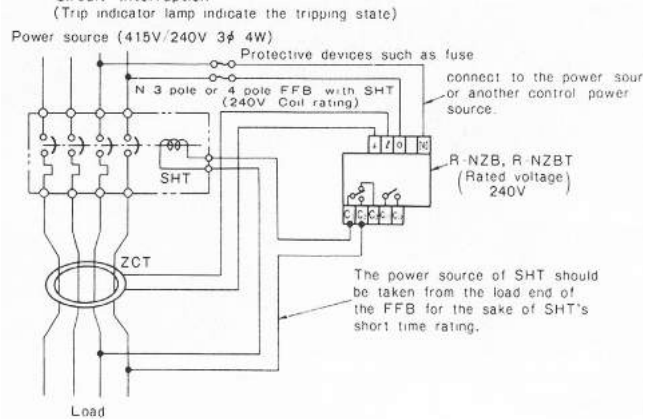 (Trip indicator lamp indicate the tripping state)
Power source (415V/240V 3ϕ 4W)
Protective devices such as fuse
N 3 pole or 4 pole FFB with SHT
(240V Coil rating)
connect to the power sour
or another control power
source.
SHT
R-NZB, R-NZBT
(Rated voltage)
240V
ZCT
The power source of SHT should
be taken from the load end of
the FFB for the sake of SHT's
short time rating.
Load